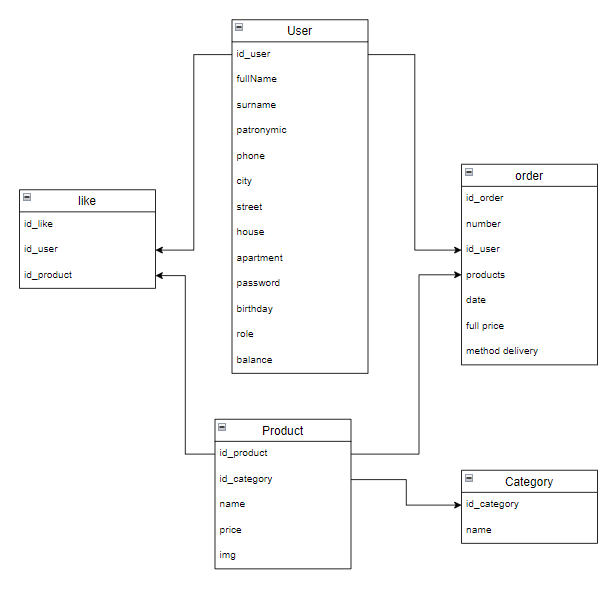 User
id_user
fullName
surname
patronymic
phone
city
street
house
apartment
password
birthday
role
balance
like
id_like
id_user
id_product
order
id_order
number
id_user
products
date
full price
method delivery
Product
id_product
id_category
name
price
img
Category
id_category
name